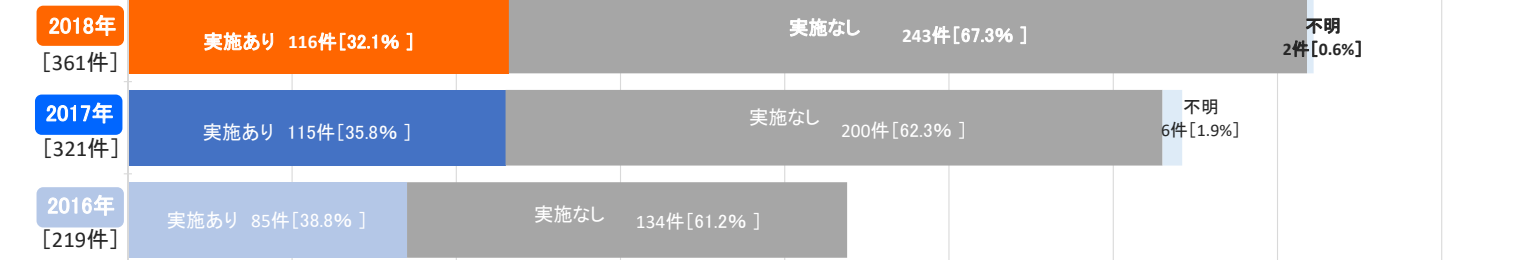 2018年
[361件]
実施あり 116件[32.1% ]
実施なし 243件[67.3% ]
不明
2件[0.6%]
2017年
[321件]
実施あり 115件[35.8% ]
実施なし 200件[62.3% ]
不明
6件[1.9%]
2016年
[219件]
実施あり 85件[38.8% ]
実施なし 134件[61.2% ]